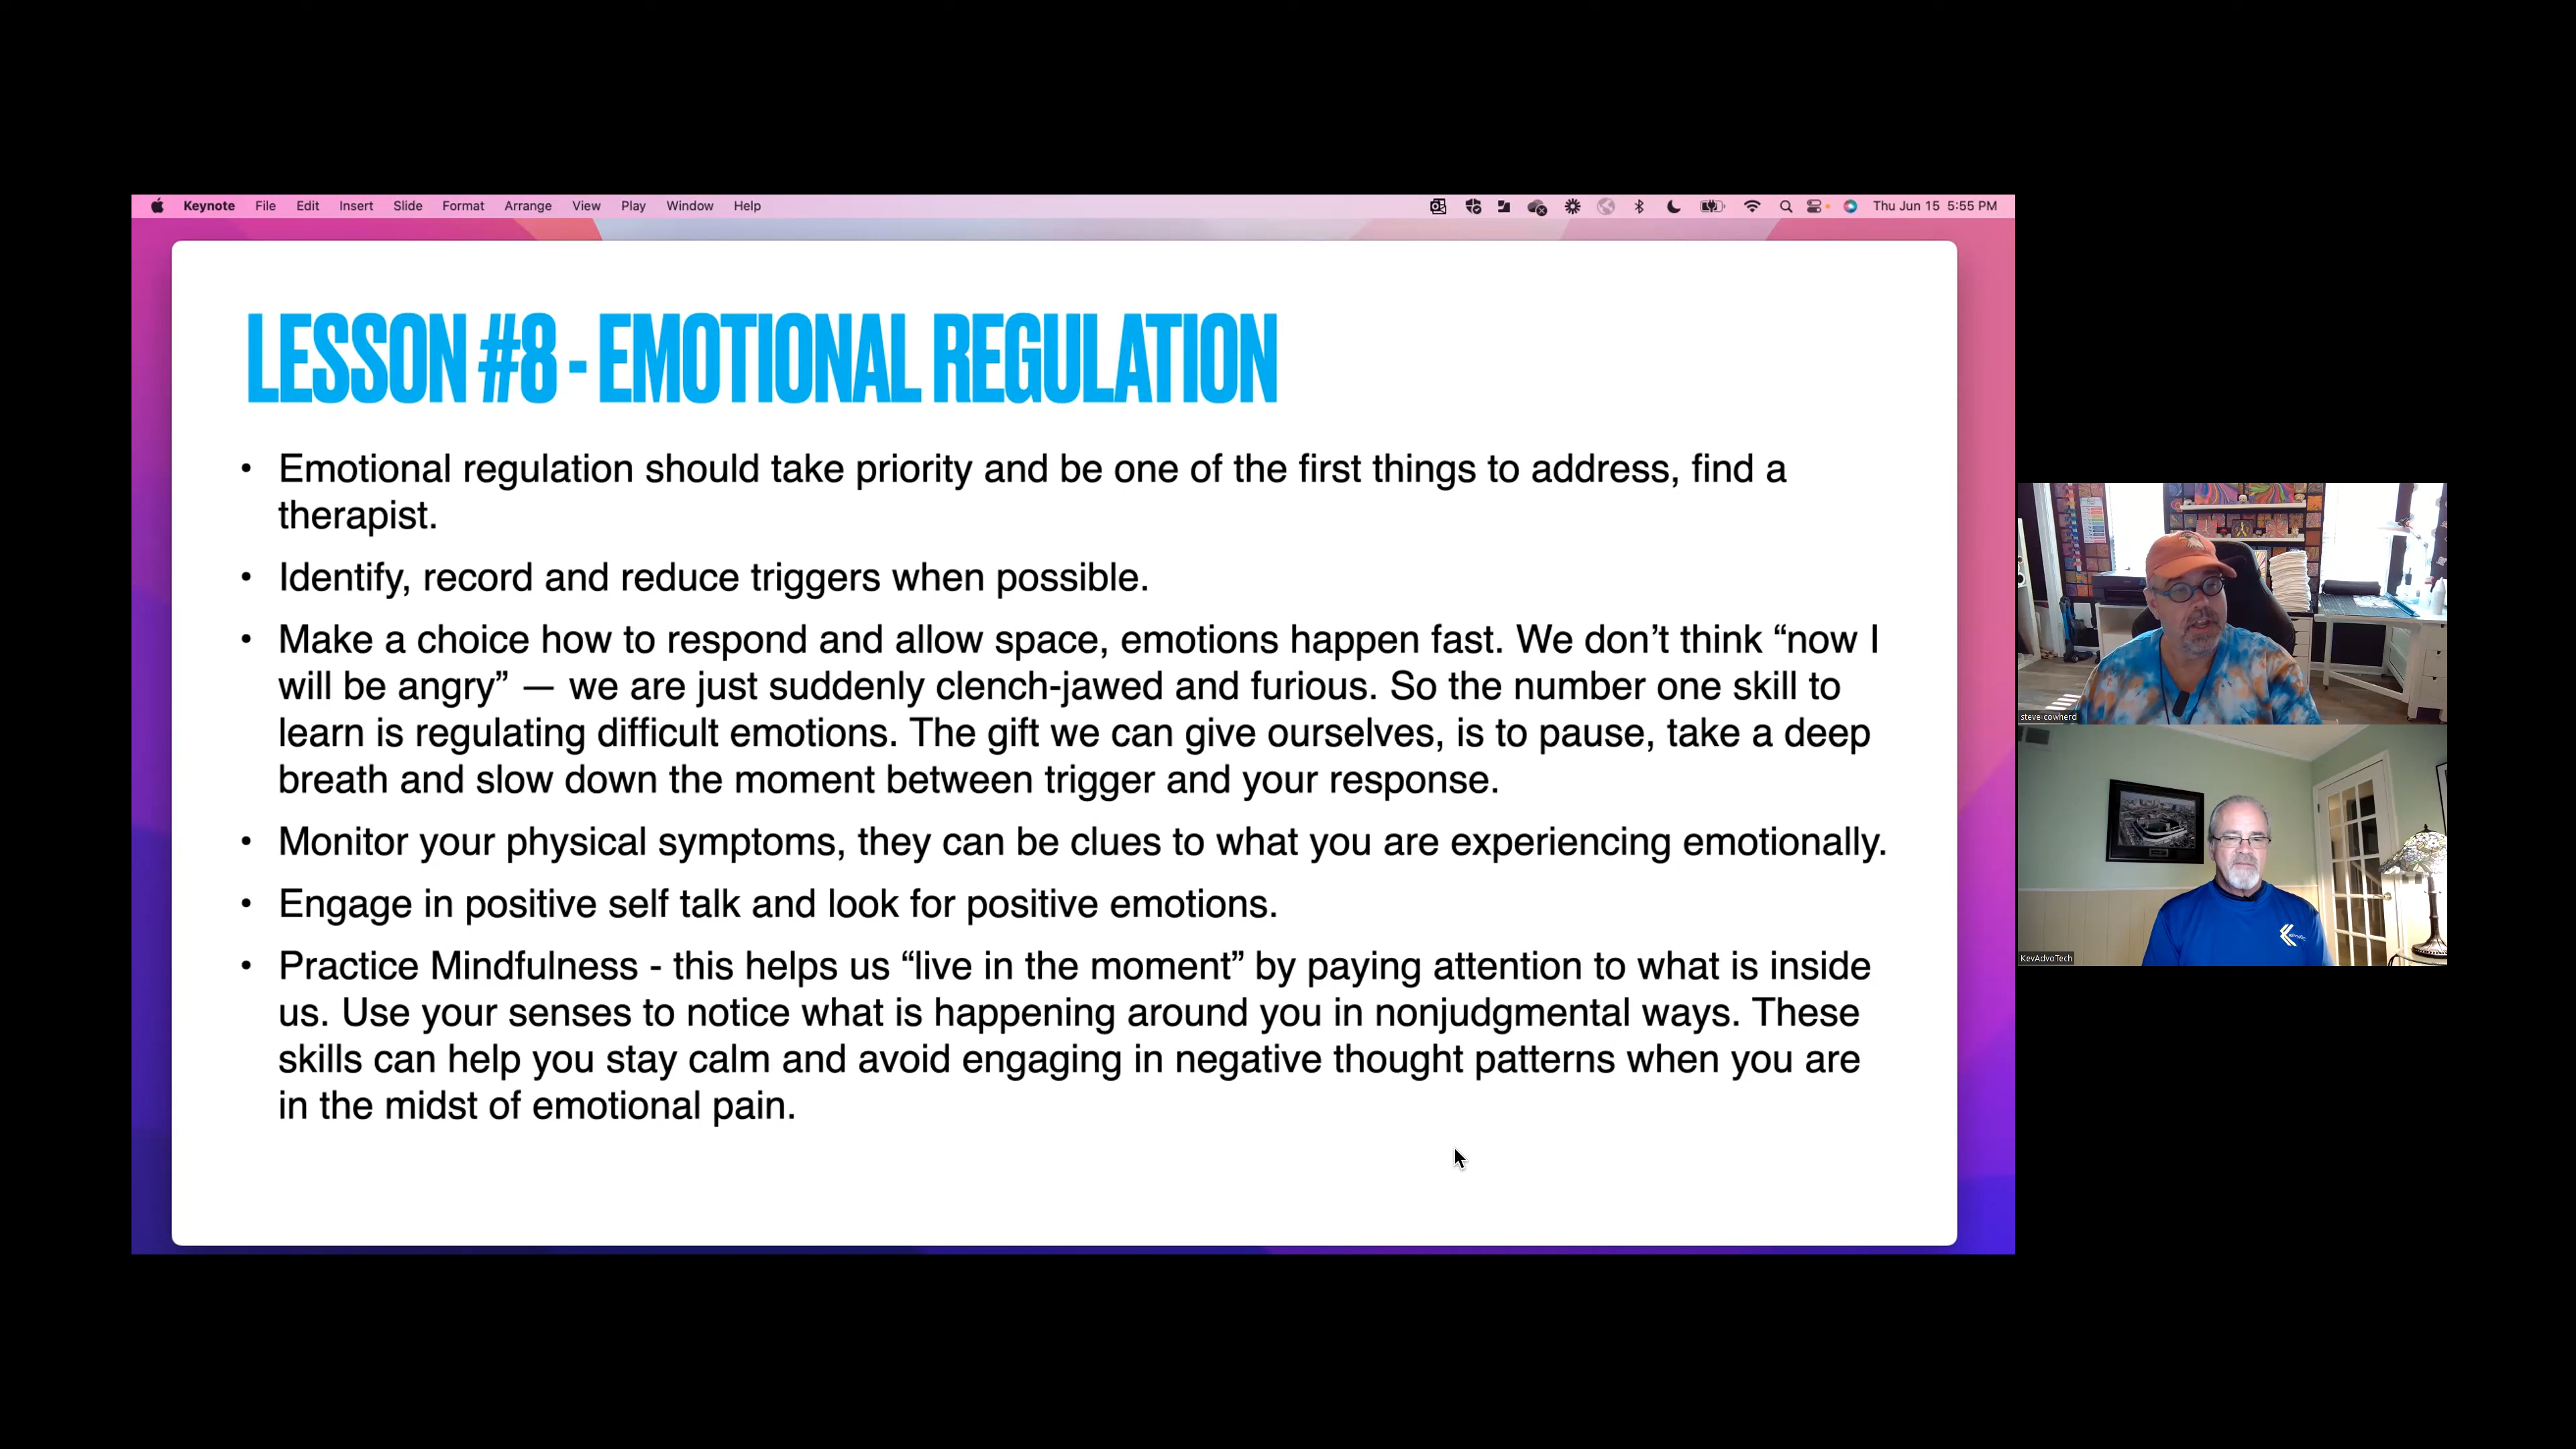 Keynote File Edit Insert Slide Format Arrange View Play Window Help Thu Jun 15 5:55 PM
LESSON #8 - EMOTIONAL REGULATION
• Emotional regulation should take priority and be one of the first things to address, find a
therapist.
• Identify, record and reduce triggers when possible.
• Make a choice how to respond and allow space, emotions happen fast. We don’t think “now I
will be angry” — we are just suddenly clench-jawed and furious. So the number one skill to
learn is regulating difficult emotions. The gift we can give ourselves, is to pause, take a deep
breath and slow down the moment between trigger and your response.
• Monitor your physical symptoms, they can be clues to what you are experiencing emotionally.
• Engage in positive self talk and look for positive emotions.
• Practice Mindfulness - this helps us “live in the moment” by paying attention to what is inside
us. Use your senses to notice what is happening around you in nonjudgmental ways. These
skills can help you stay calm and avoid engaging in negative thought patterns when you are
in the midst of emotional pain.
steve cowherd
KevAdvoTech